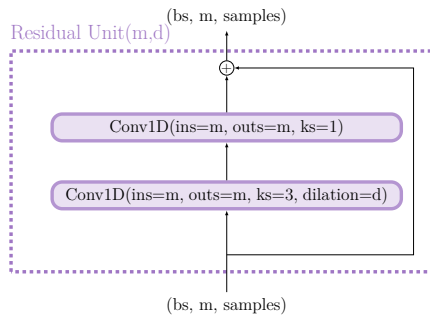 (bs, m, samples)
Residual Unit(m,d)
+
Conv1D(ins=m, outs=m, ks=1)
Conv1D(ins=m, outs=m, ks=3, dilation=d)
(bs, m, samples)